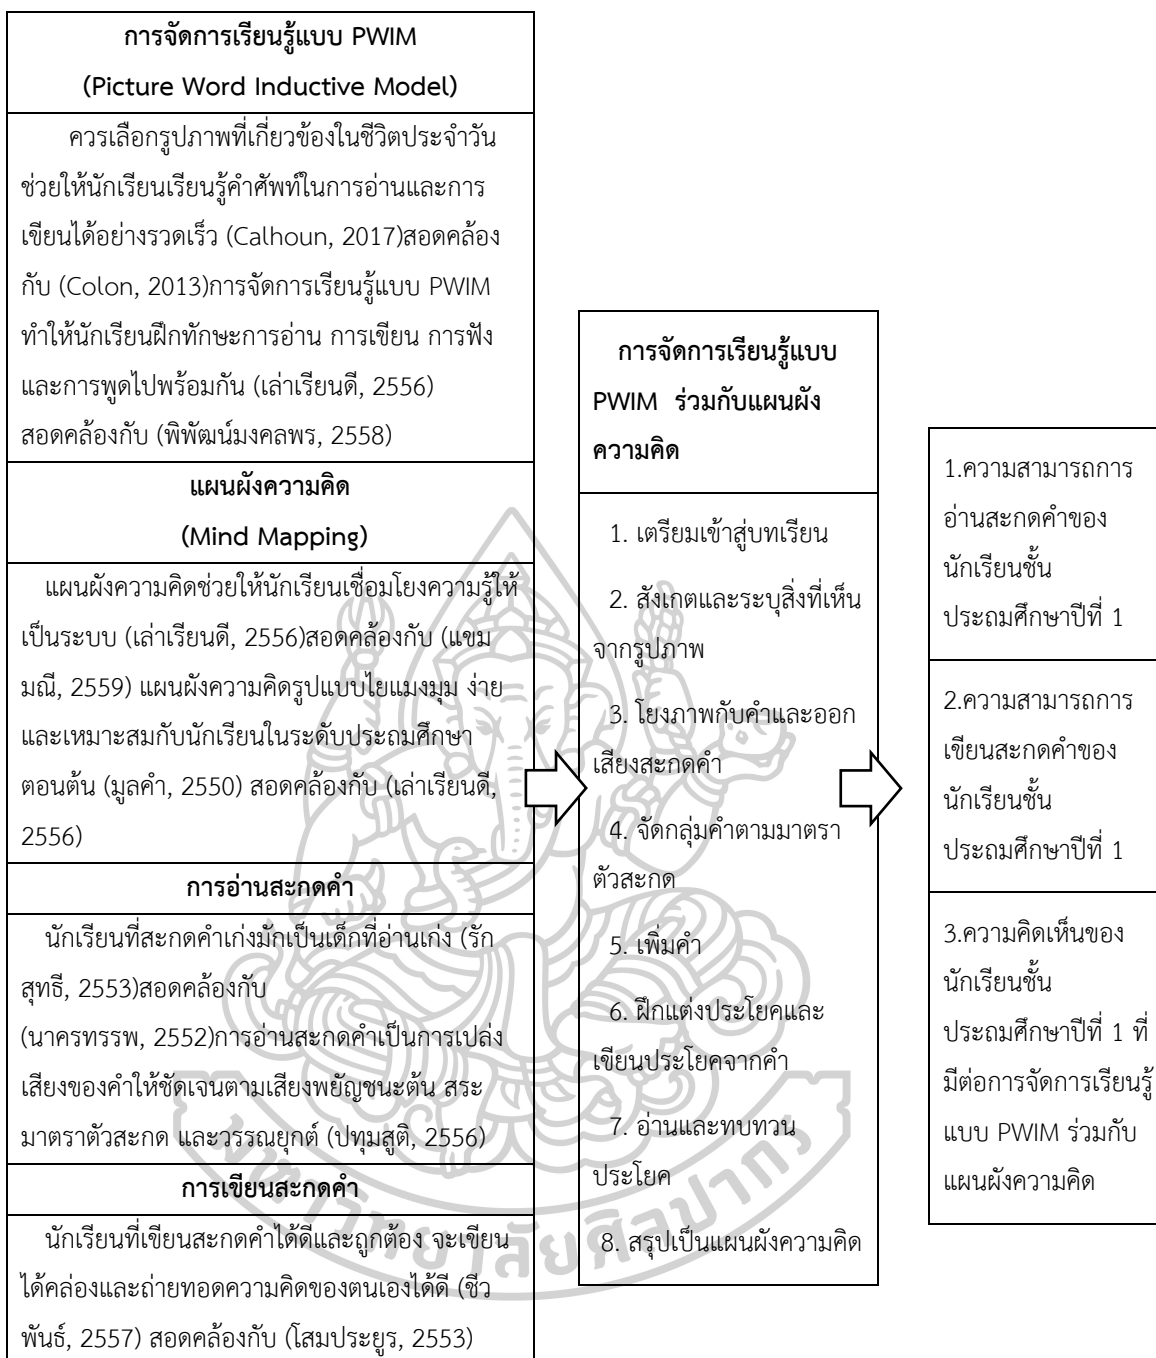 การจัดการเรียนรู้แบบ PWIM
(Picture Word Inductive Model)
ควรเลือกรูปภาพที่เกี่ยวข้องในชีวิตประจำวัน
ช่วยให้นักเรียนเรียนรู้คำศัพท์ในการอ่านและการ
เขียนได้อย่างรวดเร็ว (Calhoun, 2017)สอดคล้อง
กับ (Colon, 2013)การจัดการเรียนรู้แบบ PWIM
ทำให้นักเรียนฝึกทักษะการอ่าน การเขียน การฟัง
และการพูดไปพร้อมกัน (เล่าเรียนดี, 2556)
สอดคล้องกับ (พิพัฒน์มงคลพร, 2558)
แผนผังความคิด
(Mind Mapping)
แผนผังความคิดช่วยให้นักเรียนเชื่อมโยงความรู้ให้
เป็นระบบ (เล่าเรียนดี, 2556)สอดคล้องกับ (แขม
มณี, 2559) แผนผังความคิดรูปแบบใยแมงมุม ง่าย
และเหมาะสมกับนักเรียนในระดับประถมศึกษา
ตอนต้น (มูลคำ, 2550) สอดคล้องกับ (เล่าเรียนดี,
2556)
การอ่านสะกดคำ
นักเรียนที่สะกดคำเก่งมักเป็นเด็กที่อ่านเก่ง (รัก
สุทธี, 2553)สอดคล้องกับ
(นาครทรรพ, 2552)การอ่านสะกดคำเป็นการเปล่ง
เสียงของคำให้ชัดเจนตามเสียงพยัญชนะต้น สระ
มาตราตัวสะกด และวรรณยุกต์ (ปทุมสูติ, 2556)
การเขียนสะกดคำ
นักเรียนที่เขียนสะกดคำได้ดีและถูกต้อง จะเขียน
ได้คล่องและถ่ายทอดความคิดของตนเองได้ดี (ชีว
พันธ์, 2557) สอดคล้องกับ (โสมประยูร, 2553)
การจัดการเรียนรู้แบบ
PWIM ร่วมกับแผนผัง
ความคิด
1. เตรียมเข้าสู่บทเรียน
2. สังเกตและระบุสิ่งที่เห็น
จากรูปภาพ
3. โยงภาพกับคำและออก
เสียงสะกดคำ
4. จัดกลุ่มคำตามมาตรา
ตัวสะกด
5. เพิ่มคำ
6. ฝึกแต่งประโยคและ
เขียนประโยคจากคำ
7. อ่านและทบทวน
ประโยค
8. สรุปเป็นแผนผังความคิด
1.ความสามารถการ
อ่านสะกดคำของ
นักเรียนชั้น
ประถมศึกษาปีที่ 1
2.ความสามารถการ
เขียนสะกดคำของ
นักเรียนชั้น
ประถมศึกษาปีที่ 1
3.ความคิดเห็นของ
นักเรียนชั้น
ประถมศึกษาปีที่ 1 ที่
มีต่อการจัดการเรียนรู้
แบบ PWIM ร่วมกับ
แผนผังความคิด
มหาวิทยาลัยศิลปากร